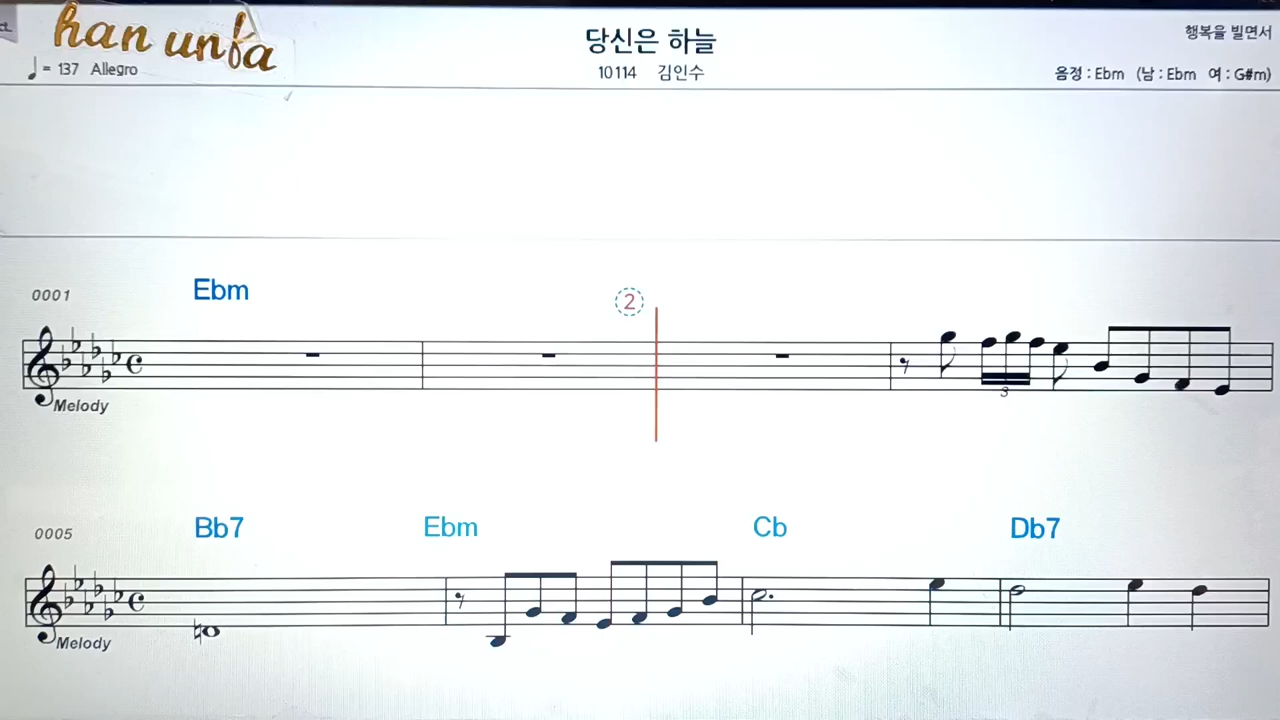 han unfa
당신은 하늘
행복을 빌면서
♩= 137 Allegro
10114 김인수
음정 : Ebm (남 : Ebm 여 : G#m)
0001
Ebm
②
Melody
3
0005
Bb7
Ebm
Cb
Db7
Melody